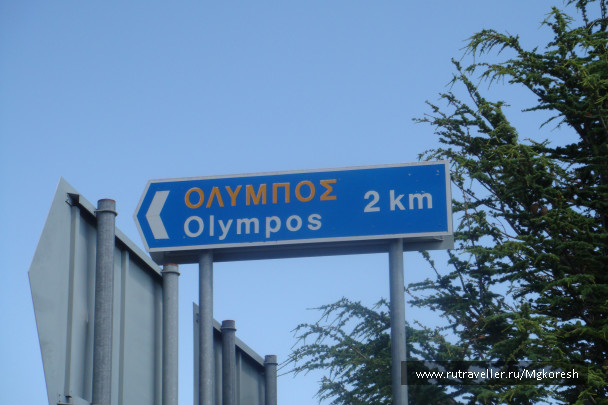 ΟΛΥΜΠΟΣ
Olympos 2 km
www.rutraveller.ru/Mgkoresh